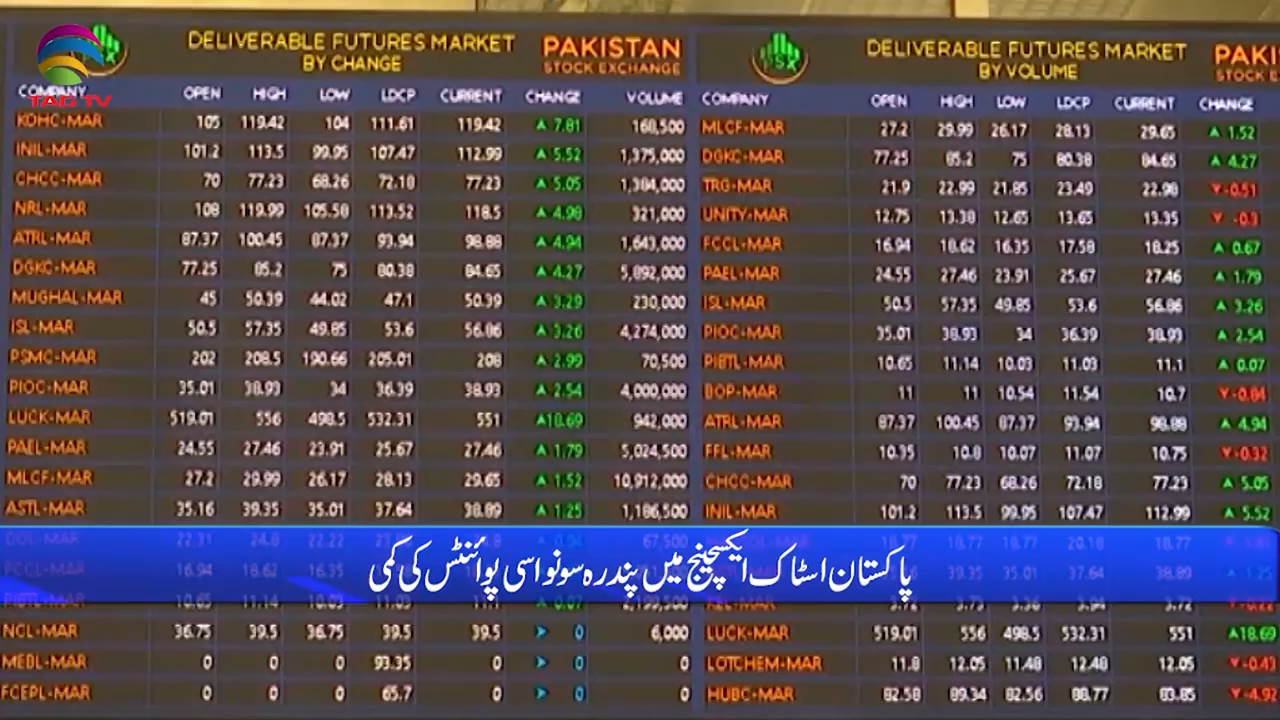 DELIVERABLE FUTURES MARKET
BY CHANGE
PAKISTAN
STOCK EXCHANGE
TAG TV
COMPANY OPEN HIGH LOW LDCP CURRENT CHANGE VOLUME
KOHC-MAR 105 119.42 104 111.61 119.42 ▲ 7.81 168,500
INIL-MAR 101.2 113.5 99.95 107.47 112.99 ▲ 5.52 1,375,000
CHCC-MAR 70 77.23 68.26 72.18 77.23 ▲ 5.05 1,384,000
NRL-MAR 108 119.99 105.58 113.52 118.5 ▲ 4.98 321,000
ATRL-MAR 87.37 100.45 87.37 93.94 98.88 ▲ 4.94 1,643,000
DGKC-MAR 77.25 85.2 75 80.38 84.65 ▲ 4.27 5,892,000
MUGHAL-MAR 45 50.39 44.02 47.1 50.39 ▲ 3.29 230,000
ISL-MAR 50.5 57.35 49.85 53.6 56.86 ▲ 3.26 4,274,000
PSMC-MAR 202 208.5 190.66 205.01 208 ▲ 2.99 70,500
PIOC-MAR 35.01 38.93 34 36.39 38.93 ▲ 2.54 4,000,000
LUCK-MAR 519.01 556 498.5 532.31 551 ▲18.69 942,000
PAEL-MAR 24.55 27.46 23.91 25.67 27.46 ▲ 1.79 5,024,500
MLCF-MAR 27.2 29.99 26.17 28.13 29.65 ▲ 1.52 10,912,000
ASTL-MAR 35.16 39.35 35.01 37.64 38.89 ▲ 1.25 1,186,500
NCL-MAR 36.75 39.5 36.75 39.5 39.5 ➤ 0 6,000
MEBL-MAR 0 0 0 93.35 0 ➤ 0 0
FCEPL-MAR 0 0 0 65.7 0 ➤ 0 0
DELIVERABLE FUTURES MARKET
BY VOLUME
PSX
COMPANY OPEN HIGH LOW LDCP CURRENT CHANGE
MLCF-MAR 27.2 29.99 26.17 28.13 29.65 ▲ 1.52
DGKC-MAR 77.25 85.2 75 80.38 84.65 ▲ 4.27
TRG-MAR 21.9 22.99 21.85 23.49 22.98 ▼-0.51
UNITY-MAR 12.75 13.38 12.65 13.65 13.35 ▼ -0.3
FCCL-MAR 16.94 18.62 16.35 17.58 18.25 ▲ 0.67
PAEL-MAR 24.55 27.46 23.91 25.67 27.46 ▲ 1.79
ISL-MAR 50.5 57.35 49.85 53.6 56.86 ▲ 3.26
PIOC-MAR 35.01 38.93 34 36.39 38.93 ▲ 2.54
PIBTL-MAR 10.65 11.14 10.03 11.03 11.1 ▲ 0.07
BOP-MAR 11 11 10.54 11.54 10.7 ▼-0.84
ATRL-MAR 87.37 100.45 87.37 93.94 98.88 ▲ 4.94
FFL-MAR 10.35 10.8 10.07 11.07 10.75 ▼-0.32
CHCC-MAR 70 77.23 68.26 72.18 77.23 ▲ 5.05
INIL-MAR 101.2 113.5 99.95 107.47 112.99 ▲ 5.52
LUCK-MAR 519.01 556 498.5 532.31 551 ▲18.69
LOTCHEM-MAR 11.8 12.05 11.48 12.48 12.05 ▼-0.43
HUBC-MAR 82.58 89.34 82.56 88.77 83.85 ▼-4.92
پاکستان اسٹاک ایکسچینج میں پندرہ سو نواسی پوائنٹس کی کمی